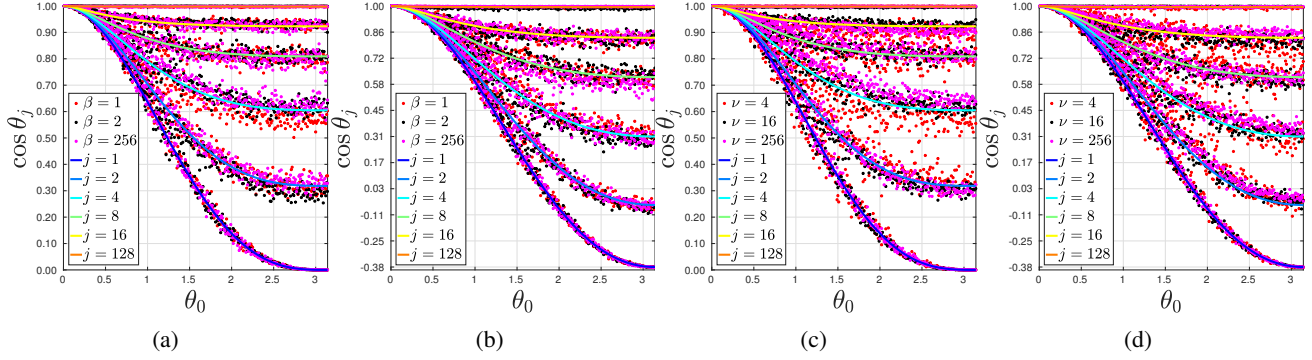 1.00
0.90
0.80
0.70
0.60
0.50
0.40
0.30
0.20
0.10
0.00
cos θ_j
β = 1
β = 2
β = 256
j = 1
j = 2
j = 4
j = 8
j = 16
j = 128
0 0.5 1 1.5 2 2.5 3
θ_0
(a)
1.00
0.86
0.72
0.58
0.45
0.31
0.17
0.03
-0.11
-0.25
-0.38
cos θ_j
β = 1
β = 2
β = 256
j = 1
j = 2
j = 4
j = 8
j = 16
j = 128
0 0.5 1 1.5 2 2.5 3
θ_0
(b)
1.00
0.90
0.80
0.70
0.60
0.50
0.40
0.30
0.20
0.10
0.00
cos θ_j
ν = 4
ν = 16
ν = 256
j = 1
j = 2
j = 4
j = 8
j = 16
j = 128
0 0.5 1 1.5 2 2.5 3
θ_0
(c)
1.00
0.86
0.72
0.58
0.45
0.31
0.17
0.03
-0.11
-0.25
-0.38
cos θ_j
ν = 4
ν = 16
ν = 256
j = 1
j = 2
j = 4
j = 8
j = 16
j = 128
0 0.5 1 1.5 2 2.5 3
θ_0
(d)